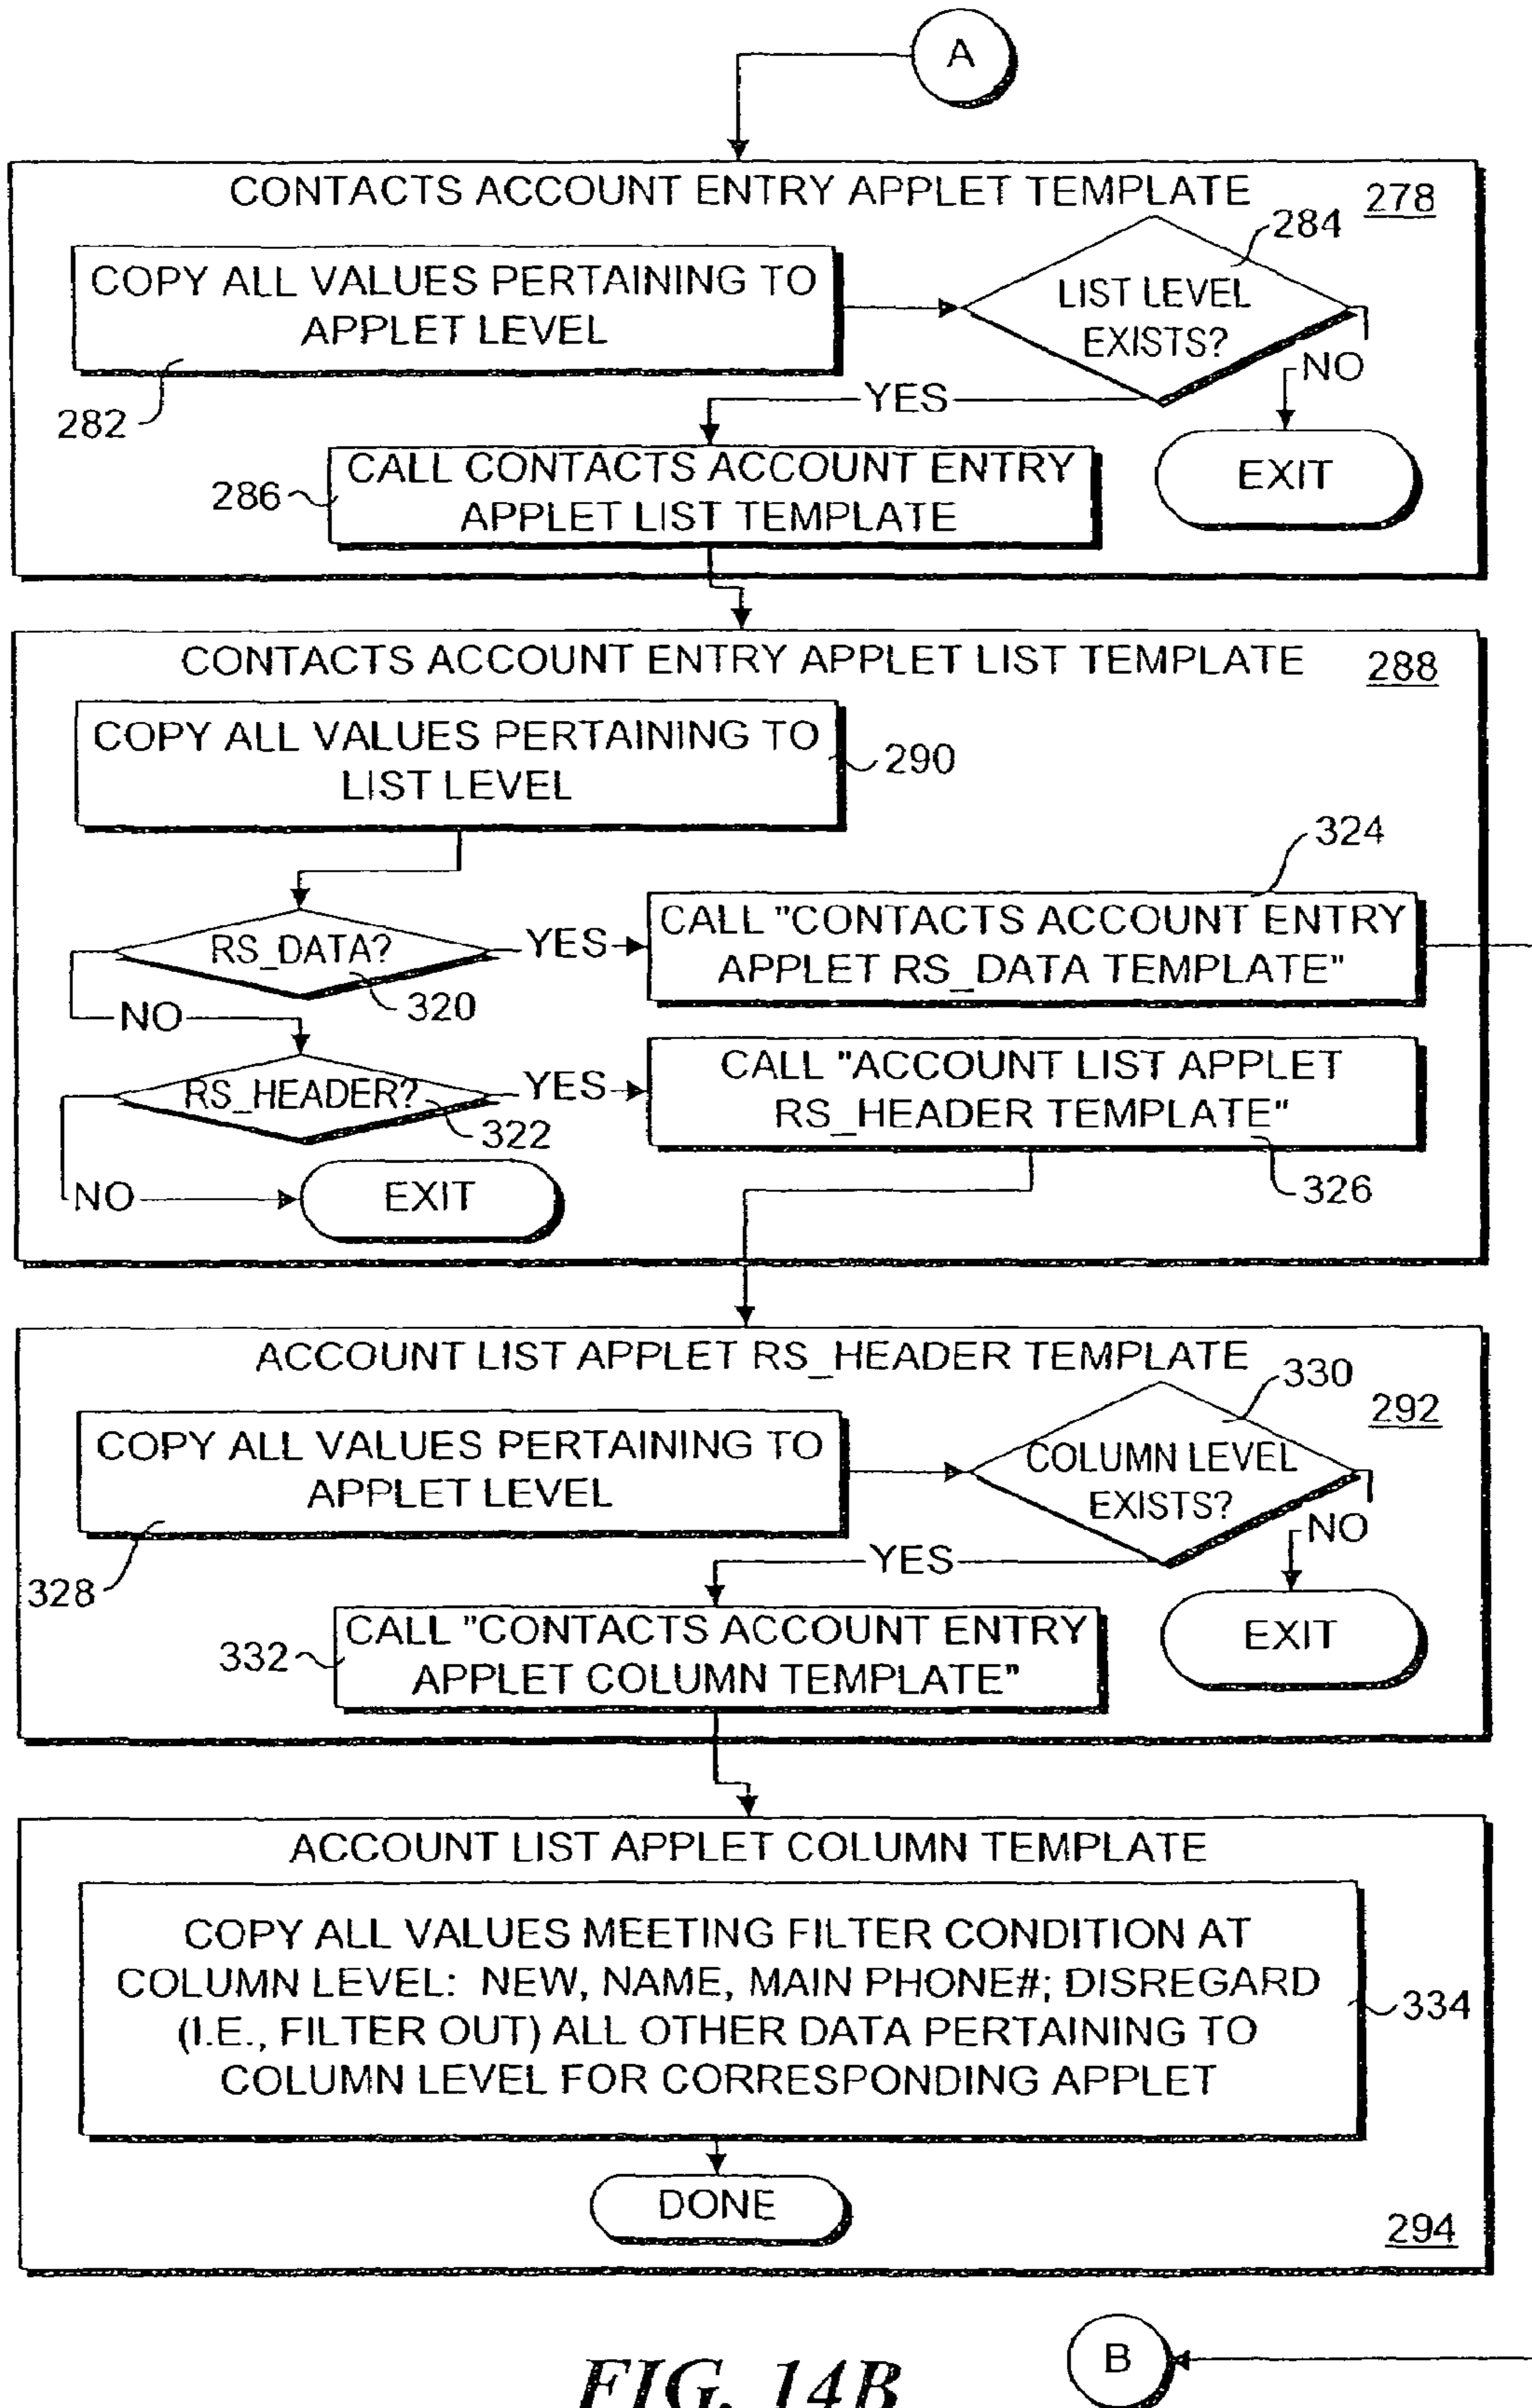 A
CONTACTS ACCOUNT ENTRY APPLET TEMPLATE
278
COPY ALL VALUES PERTAINING TO
APPLET LEVEL
282
284
LIST LEVEL
EXISTS?
NO
YES
EXIT
286
CALL CONTACTS ACCOUNT ENTRY
APPLET LIST TEMPLATE
CONTACTS ACCOUNT ENTRY APPLET LIST TEMPLATE
288
COPY ALL VALUES PERTAINING TO
LIST LEVEL
290
324
RS_DATA?
YES
320
NO
CALL "CONTACTS ACCOUNT ENTRY
APPLET RS_DATA TEMPLATE"
RS_HEADER?
YES
322
NO
EXIT
CALL "ACCOUNT LIST APPLET
RS_HEADER TEMPLATE"
326
ACCOUNT LIST APPLET RS_HEADER TEMPLATE
330
292
COPY ALL VALUES PERTAINING TO
APPLET LEVEL
328
COLUMN LEVEL
EXISTS?
NO
YES
EXIT
332
CALL "CONTACTS ACCOUNT ENTRY
APPLET COLUMN TEMPLATE"
ACCOUNT LIST APPLET COLUMN TEMPLATE
COPY ALL VALUES MEETING FILTER CONDITION AT
COLUMN LEVEL: NEW, NAME, MAIN PHONE#; DISREGARD
(I.E., FILTER OUT) ALL OTHER DATA PERTAINING TO
COLUMN LEVEL FOR CORRESPONDING APPLET
334
DONE
294
B
FIG. 14B